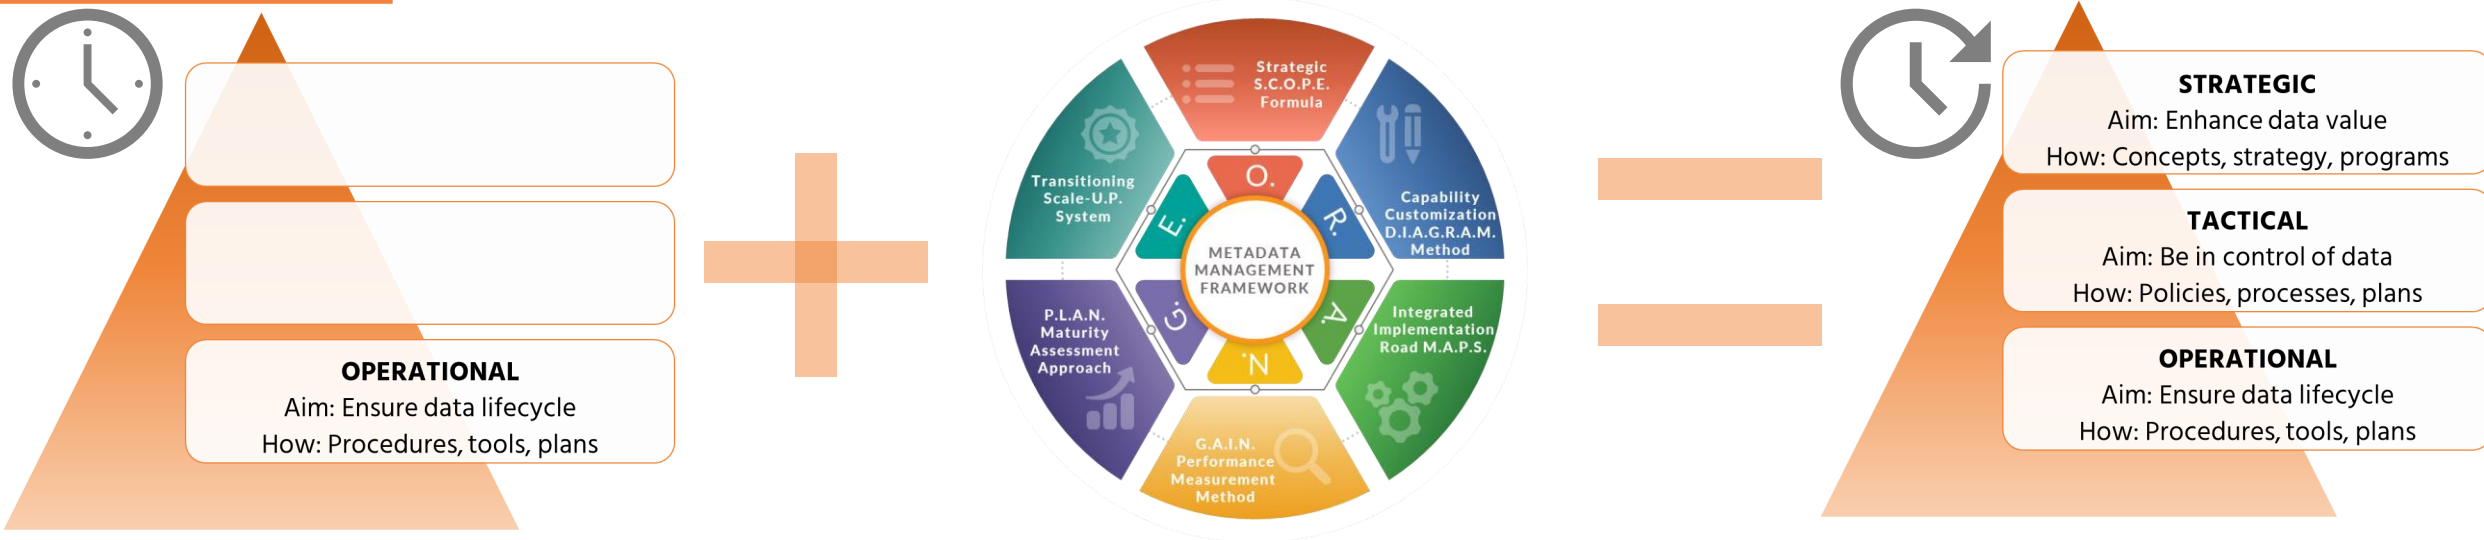 OPERATIONAL
Aim: Ensure data lifecycle
How: Procedures, tools, plans
Strategic
S.C.O.P.E.
Formula
Capability
Customization
D.I.A.G.R.A.M.
Method
Integrated
Implementation
Road M.A.P.S.
G.A.I.N.
Performance
Measurement
Method
P.L.A.N.
Maturity
Assessment
Approach
Transitioning
Scale-U.P.
System
O.
R.
A.
N.
G.
E.
METADATA
MANAGEMENT
FRAMEWORK
STRATEGIC
Aim: Enhance data value
How: Concepts, strategy, programs
TACTICAL
Aim: Be in control of data
How: Policies, processes, plans
OPERATIONAL
Aim: Ensure data lifecycle
How: Procedures, tools, plans